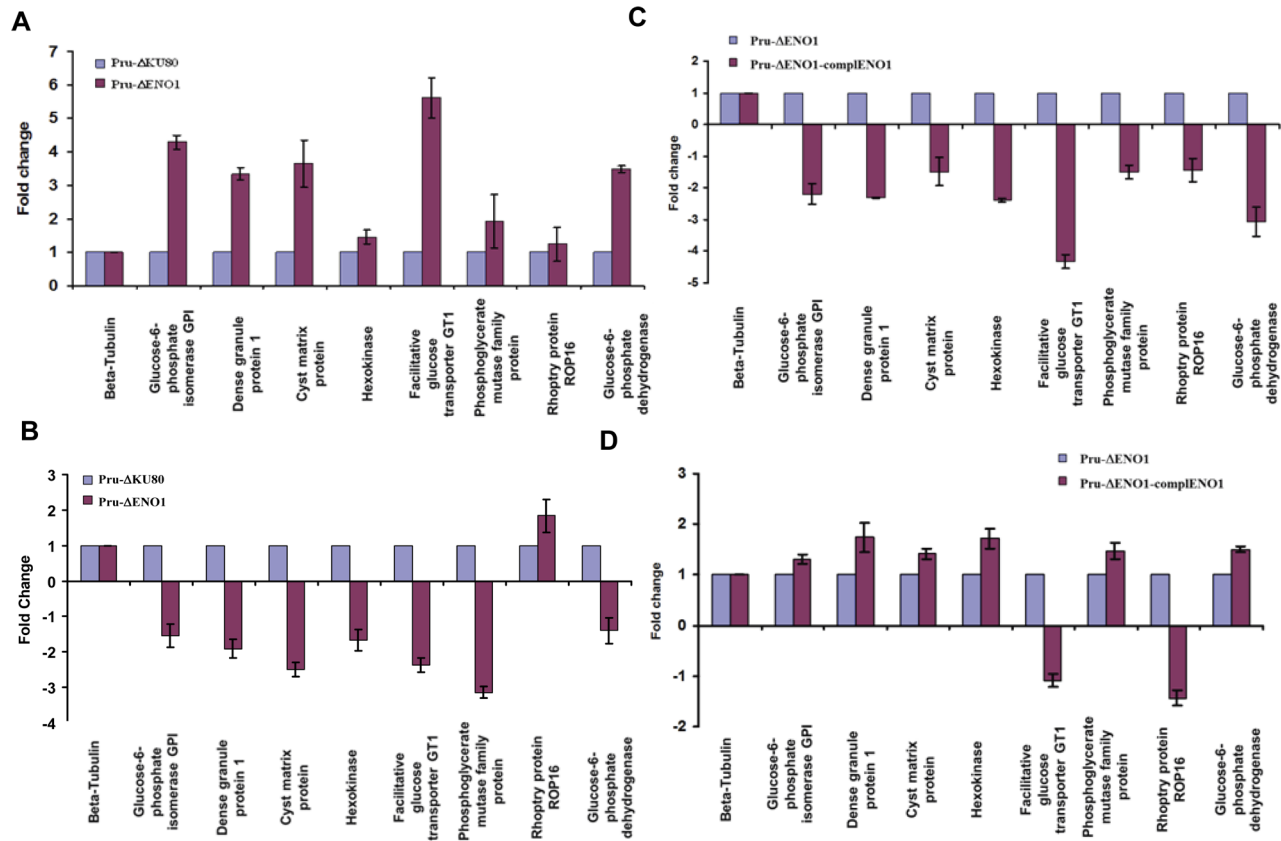 A
7
6
5
4
3
2
1
0
Fold change
Pru-ΔKU80
Pru-ΔENO1
Beta-Tubulin
Glucose-6-
phosphate
isomerase GPI
Dense granule
protein 1
Cyst matrix
protein
Hexokinase
Facilitative
glucose
transporter GT1
Phosphoglycerate
mutase family
protein
Rhoptry protein
ROP16
Glucose-6-
phosphate
dehydrogenase
B
3
2
1
0
-1
-2
-3
-4
Fold Change
Pru-ΔKU80
Pru-ΔENO1
Beta-Tubulin
Glucose-6-
phosphate
isomerase GPI
Dense granule
protein 1
Cyst matrix
protein
Hexokinase
Facilitative
glucose
transporter GT1
Phosphoglycerate
mutase family
protein
Rhoptry protein
ROP16
Glucose-6-
phosphate
dehydrogenase
C
Pru-ΔENO1
Pru-ΔENO1-complENO1
2
1
0
-1
-2
-3
-4
-5
Fold change
Beta-Tubulin
Glucose-6-
phosphate
isomerase GPI
Dense granule
protein 1
Cyst matrix
protein
Hexokinase
Facilitative
glucose
transporter GT1
Phosphoglycerate
mutase family
protein
Rhoptry protein
ROP16
Glucose-6-
phosphate
dehydrogenase
D
Pru-ΔENO1
Pru-ΔENO1-complENO1
3
2
1
0
-1
-2
Fold change
Beta-Tubulin
Glucose-6-
phosphate
isomerase GPI
Dense granule
protein 1
Cyst matrix
protein
Hexokinase
Facilitative
glucose
transporter GT1
Phosphoglycerate
mutase family
protein
Rhoptry protein
ROP16
Glucose-6-
phosphate
dehydrogenase